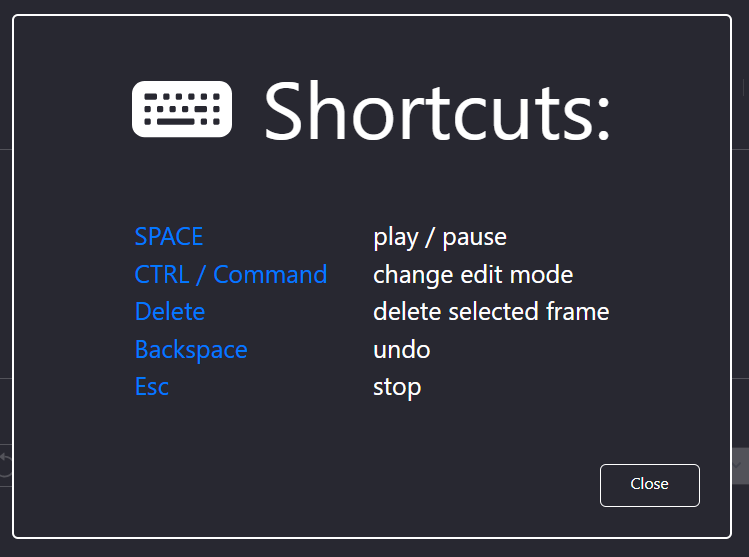 Shortcuts:
SPACE play / pause
CTRL / Command change edit mode
Delete delete selected frame
Backspace undo
Esc stop
Close